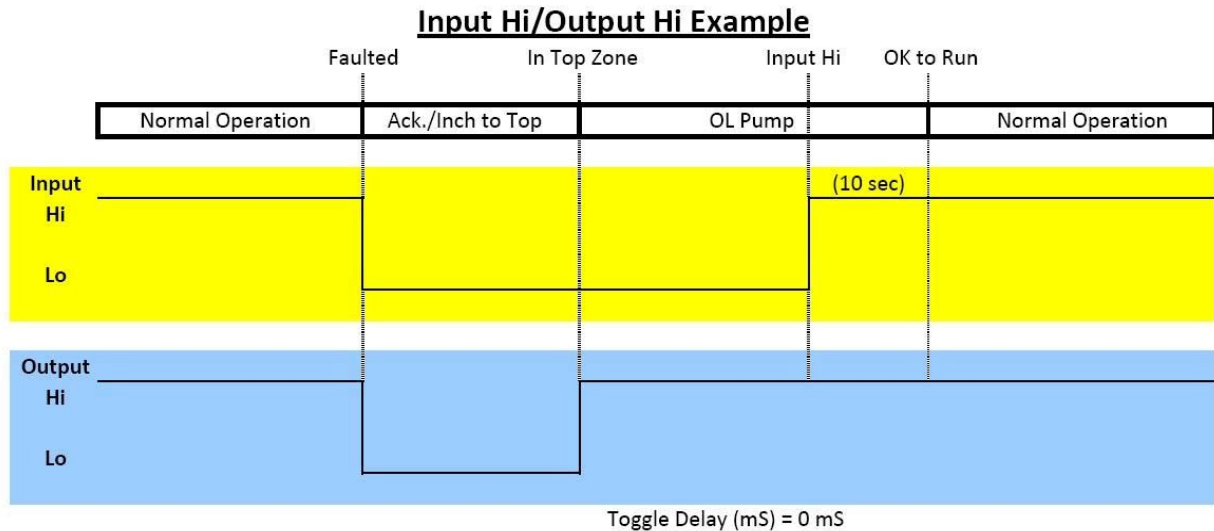 Input Hi/Output Hi Example
Faulted In Top Zone Input Hi OK to Run
Normal Operation Ack./Inch to Top OL Pump Normal Operation
Input (10 sec)
Hi
Lo
Output
Hi
Lo
Toggle Delay (mS) = 0 mS